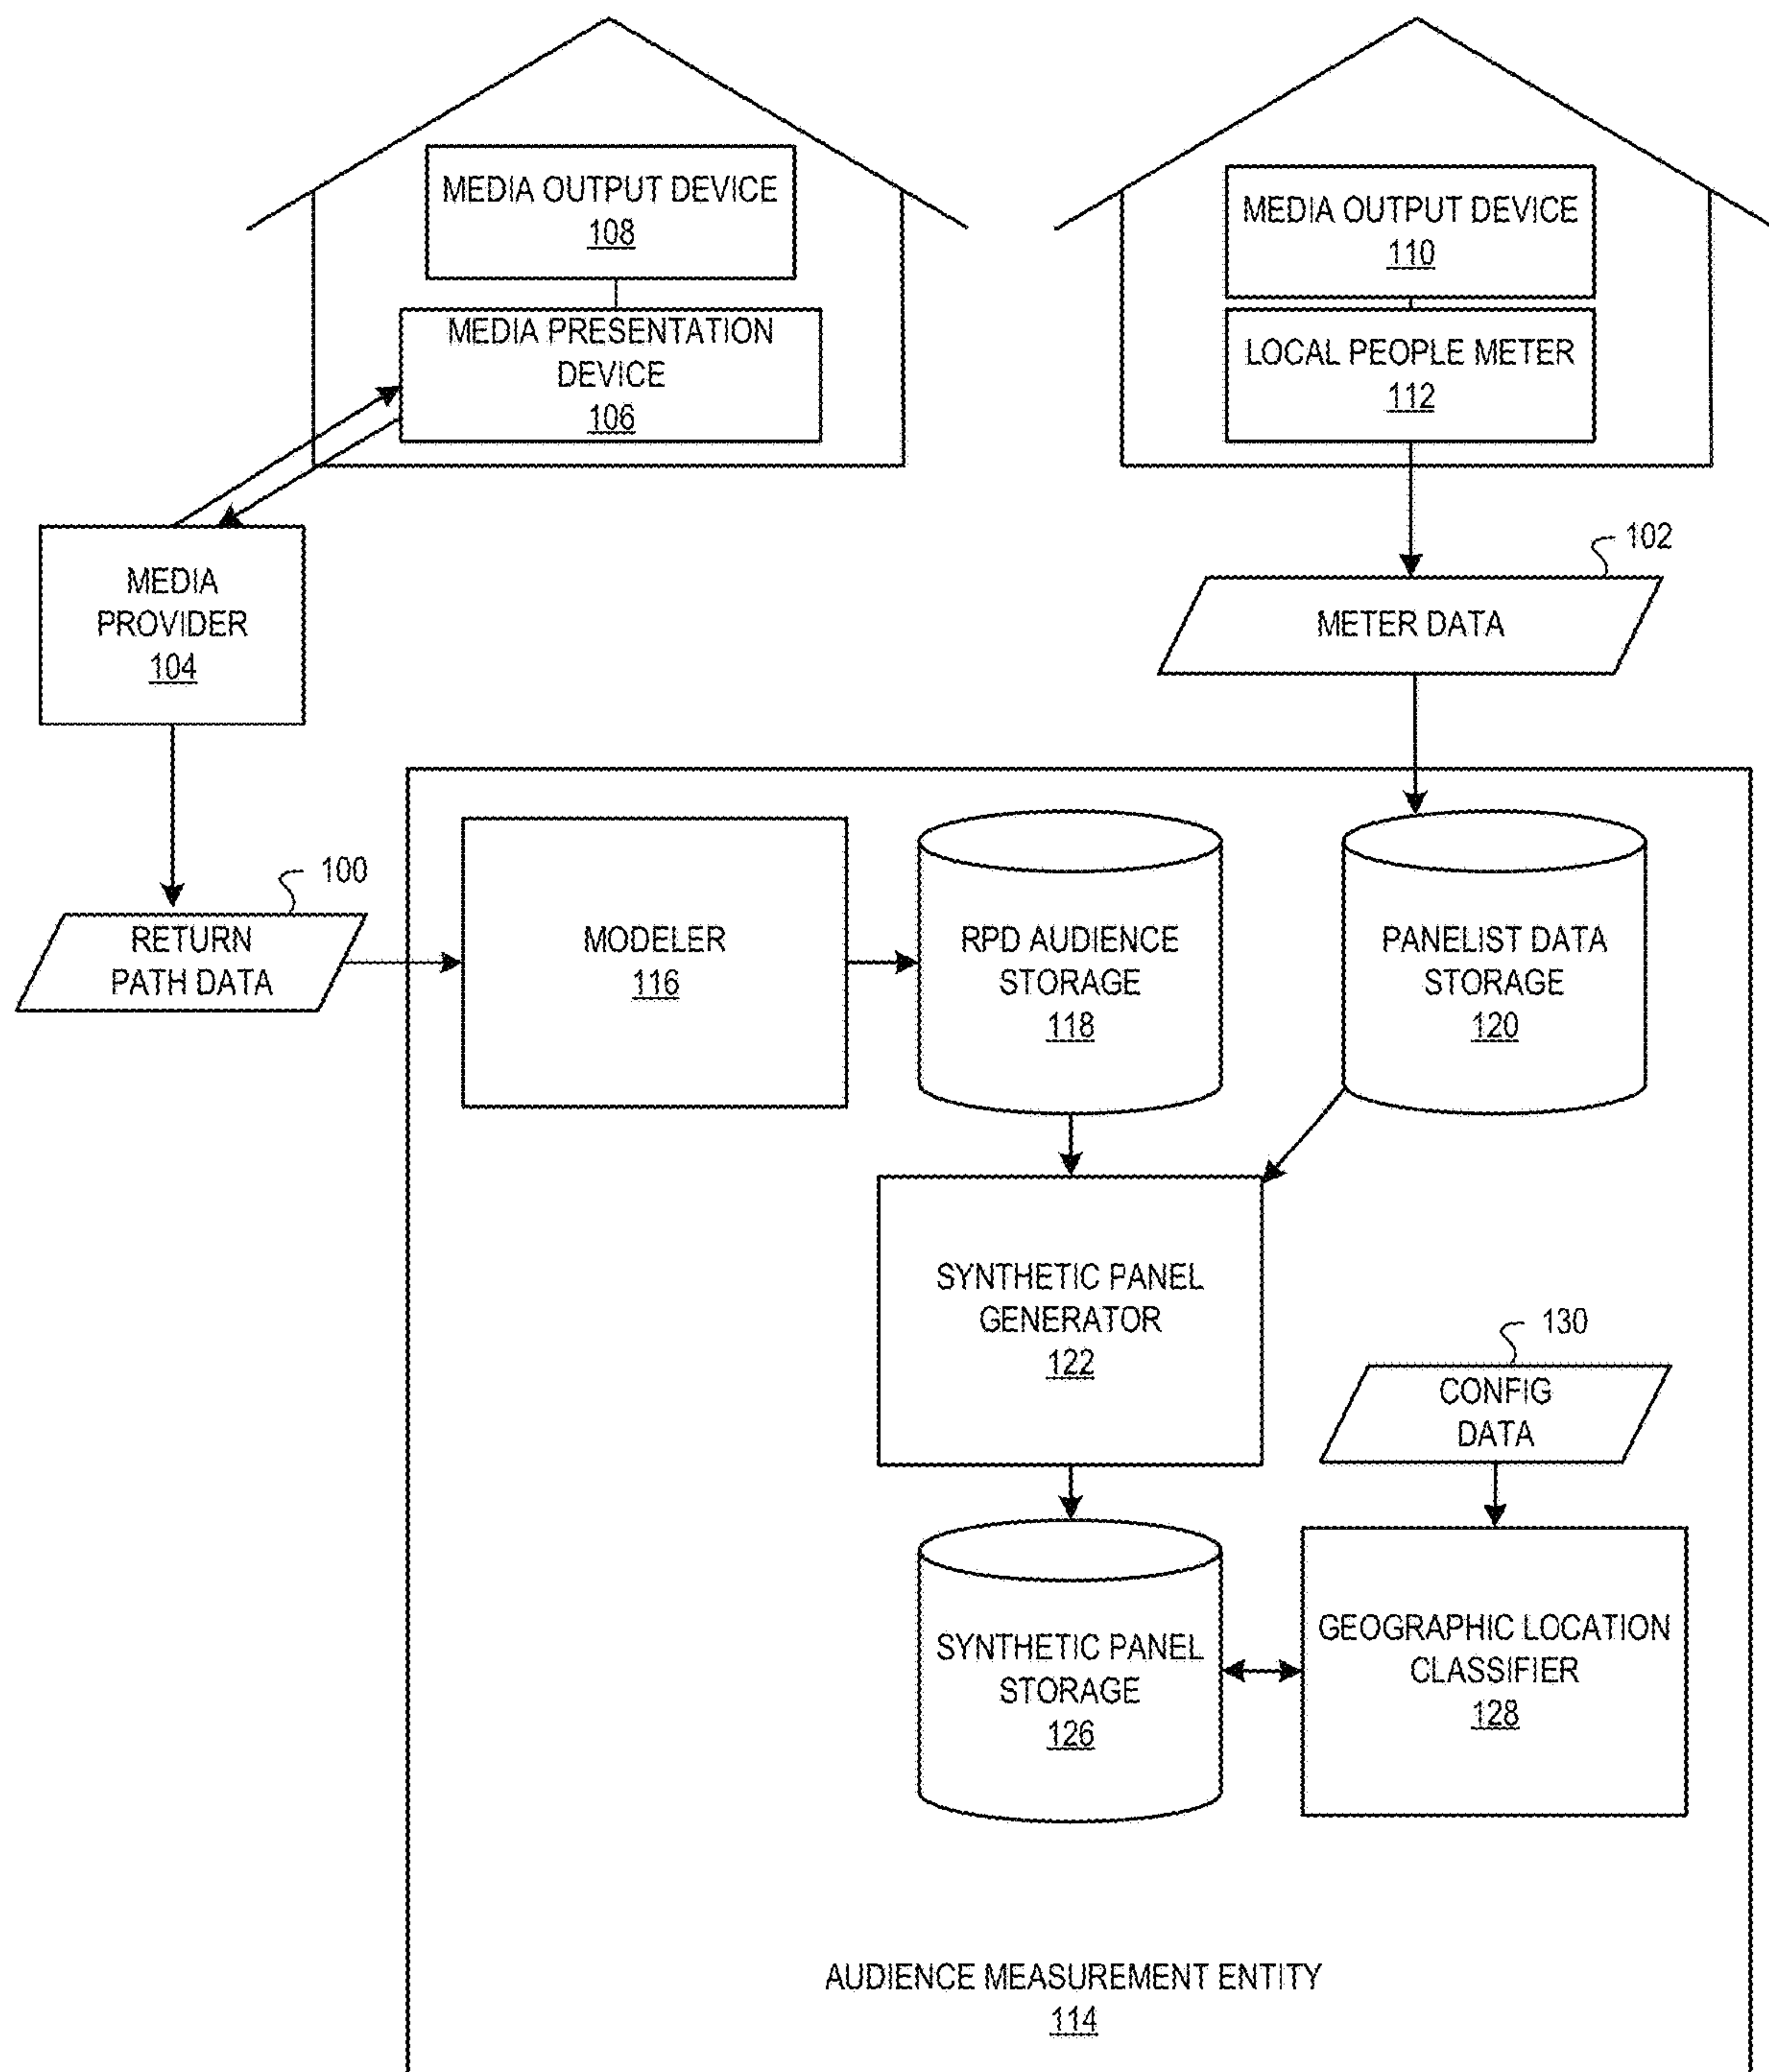 MEDIA OUTPUT DEVICE
108
MEDIA PRESENTATION
DEVICE
106
MEDIA OUTPUT DEVICE
110
LOCAL PEOPLE METER
112
102
METER DATA
MEDIA
PROVIDER
104
100
RETURN
PATH DATA
MODELER
116
RPD AUDIENCE
STORAGE
118
PANELIST DATA
STORAGE
120
SYNTHETIC PANEL
GENERATOR
122
130
CONFIG
DATA
SYNTHETIC PANEL
STORAGE
126
GEOGRAPHIC LOCATION
CLASSIFIER
128
AUDIENCE MEASUREMENT ENTITY
114